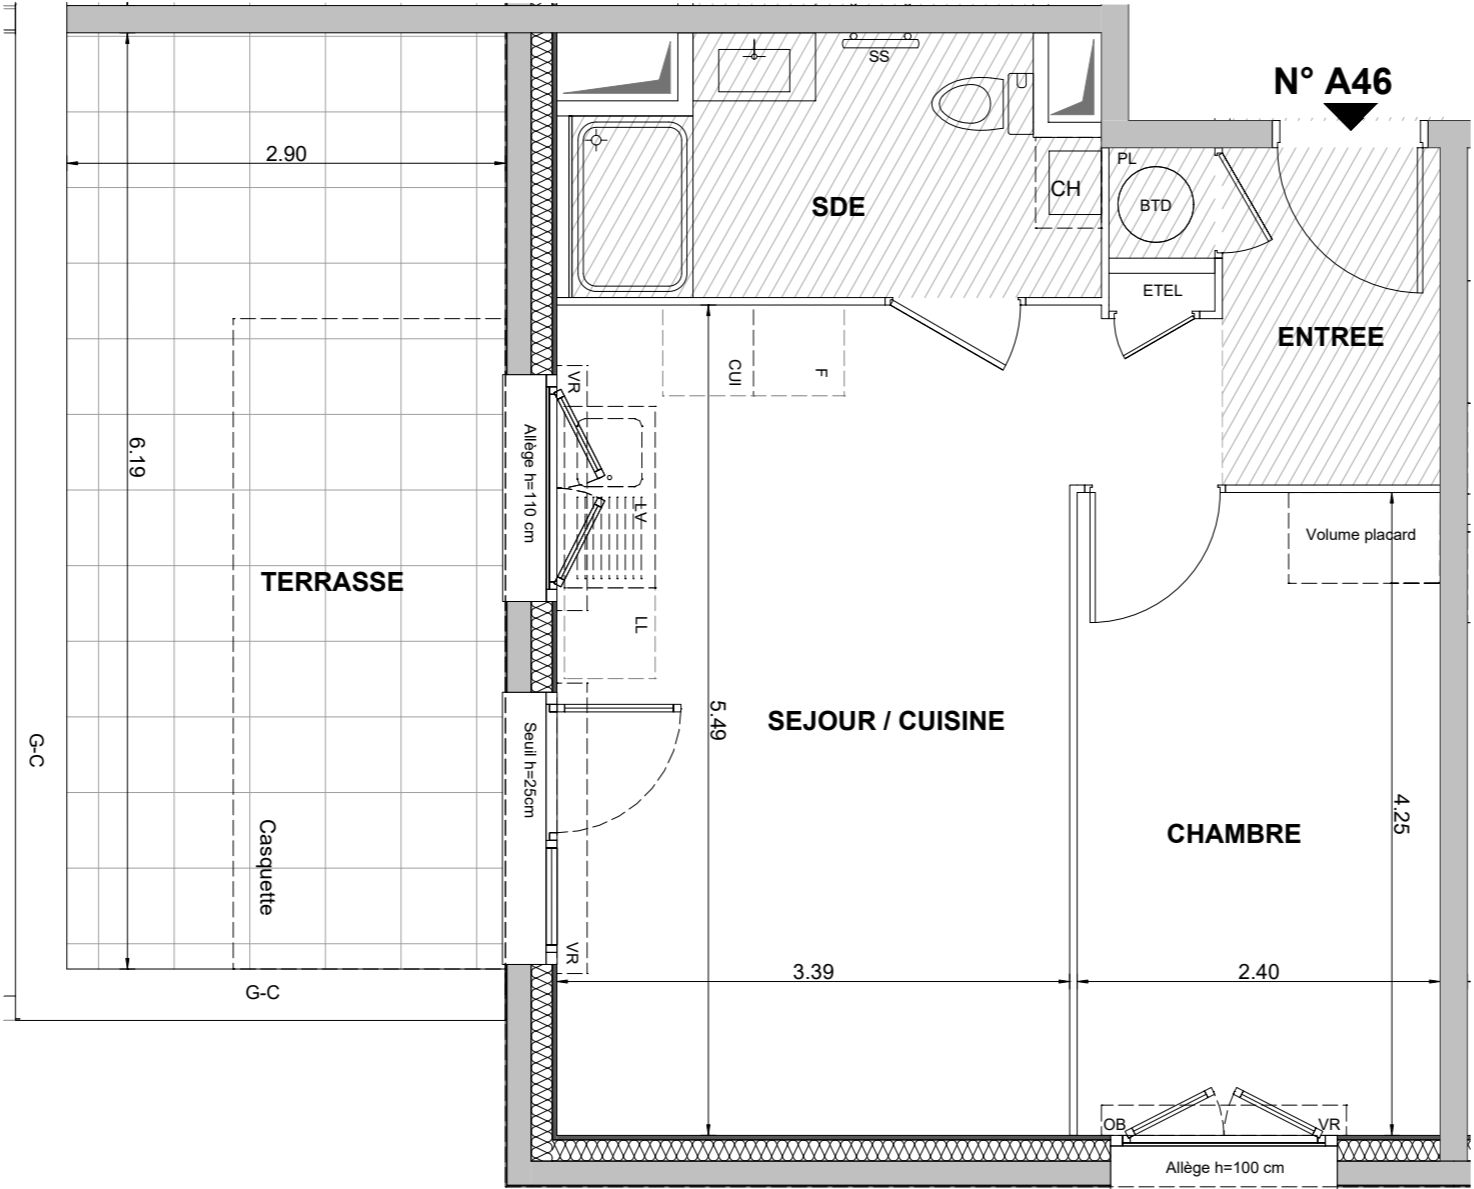 N° A46
SS
PL
2.90
CH
BTD
SDE
ETEL
ENTREE
VR
CUI
F
Allège h=110 cm
6.19
LV
Volume placard
TERRASSE
LL
5.49
SEJOUR / CUISINE
G-C
Seuil h=25cm
4.25
CHAMBRE
Casquette
VR
3.39
2.40
G-C
OB
VR
Allège h=100 cm